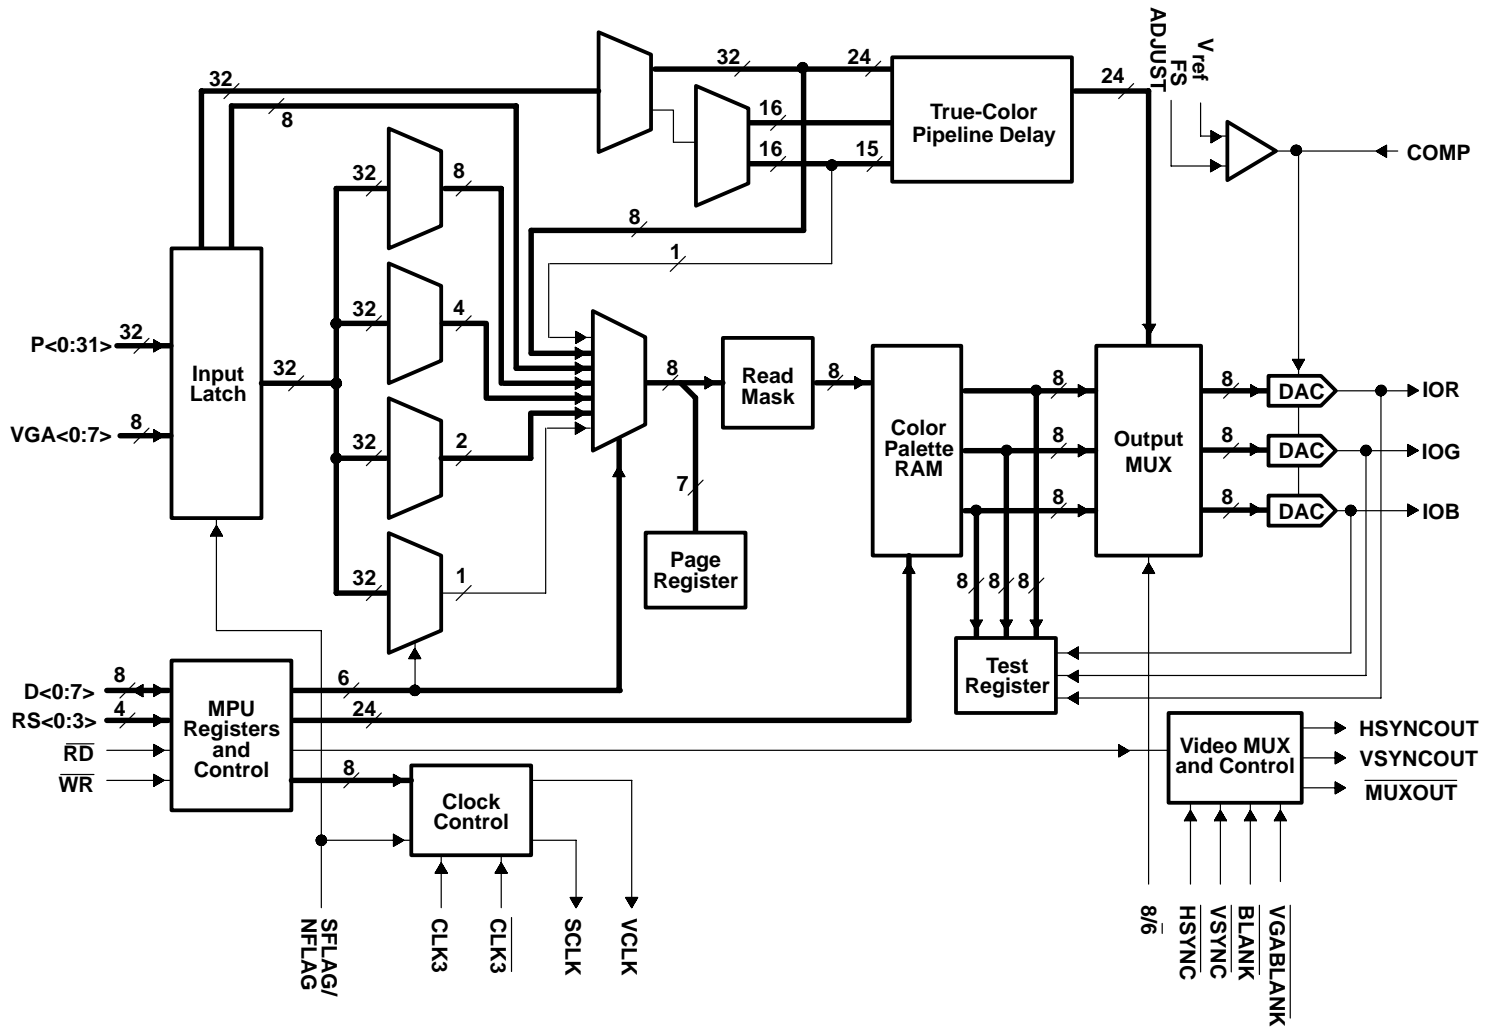 ADJUST
FS
Vref
32
24
24
32
8
True-Color
Pipeline Delay
16
16
15
COMP
32
8
8
1
32
4
P<0:31>
32
Input
Latch
32
VGA<0:7>
8
8
Read
Mask
8
Color
Palette
RAM
8
8
8
Output
MUX
8
8
8
DAC
DAC
DAC
IOR
IOG
IOB
32
2
7
Page
Register
32
1
8
8
8
Test
Register
D<0:7>
8
RS<0:3>
4
RD
WR
MPU
Registers
and
Control
6
24
8
Clock
Control
Video MUX
and Control
HSYNCOUT
VSYNCOUT
MUXOUT
SFLAG/
NFLAG
CLK3
CLK3
SCLK
VCLK
8/6
HSYNC
VSYNC
BLANK
VGABLANK